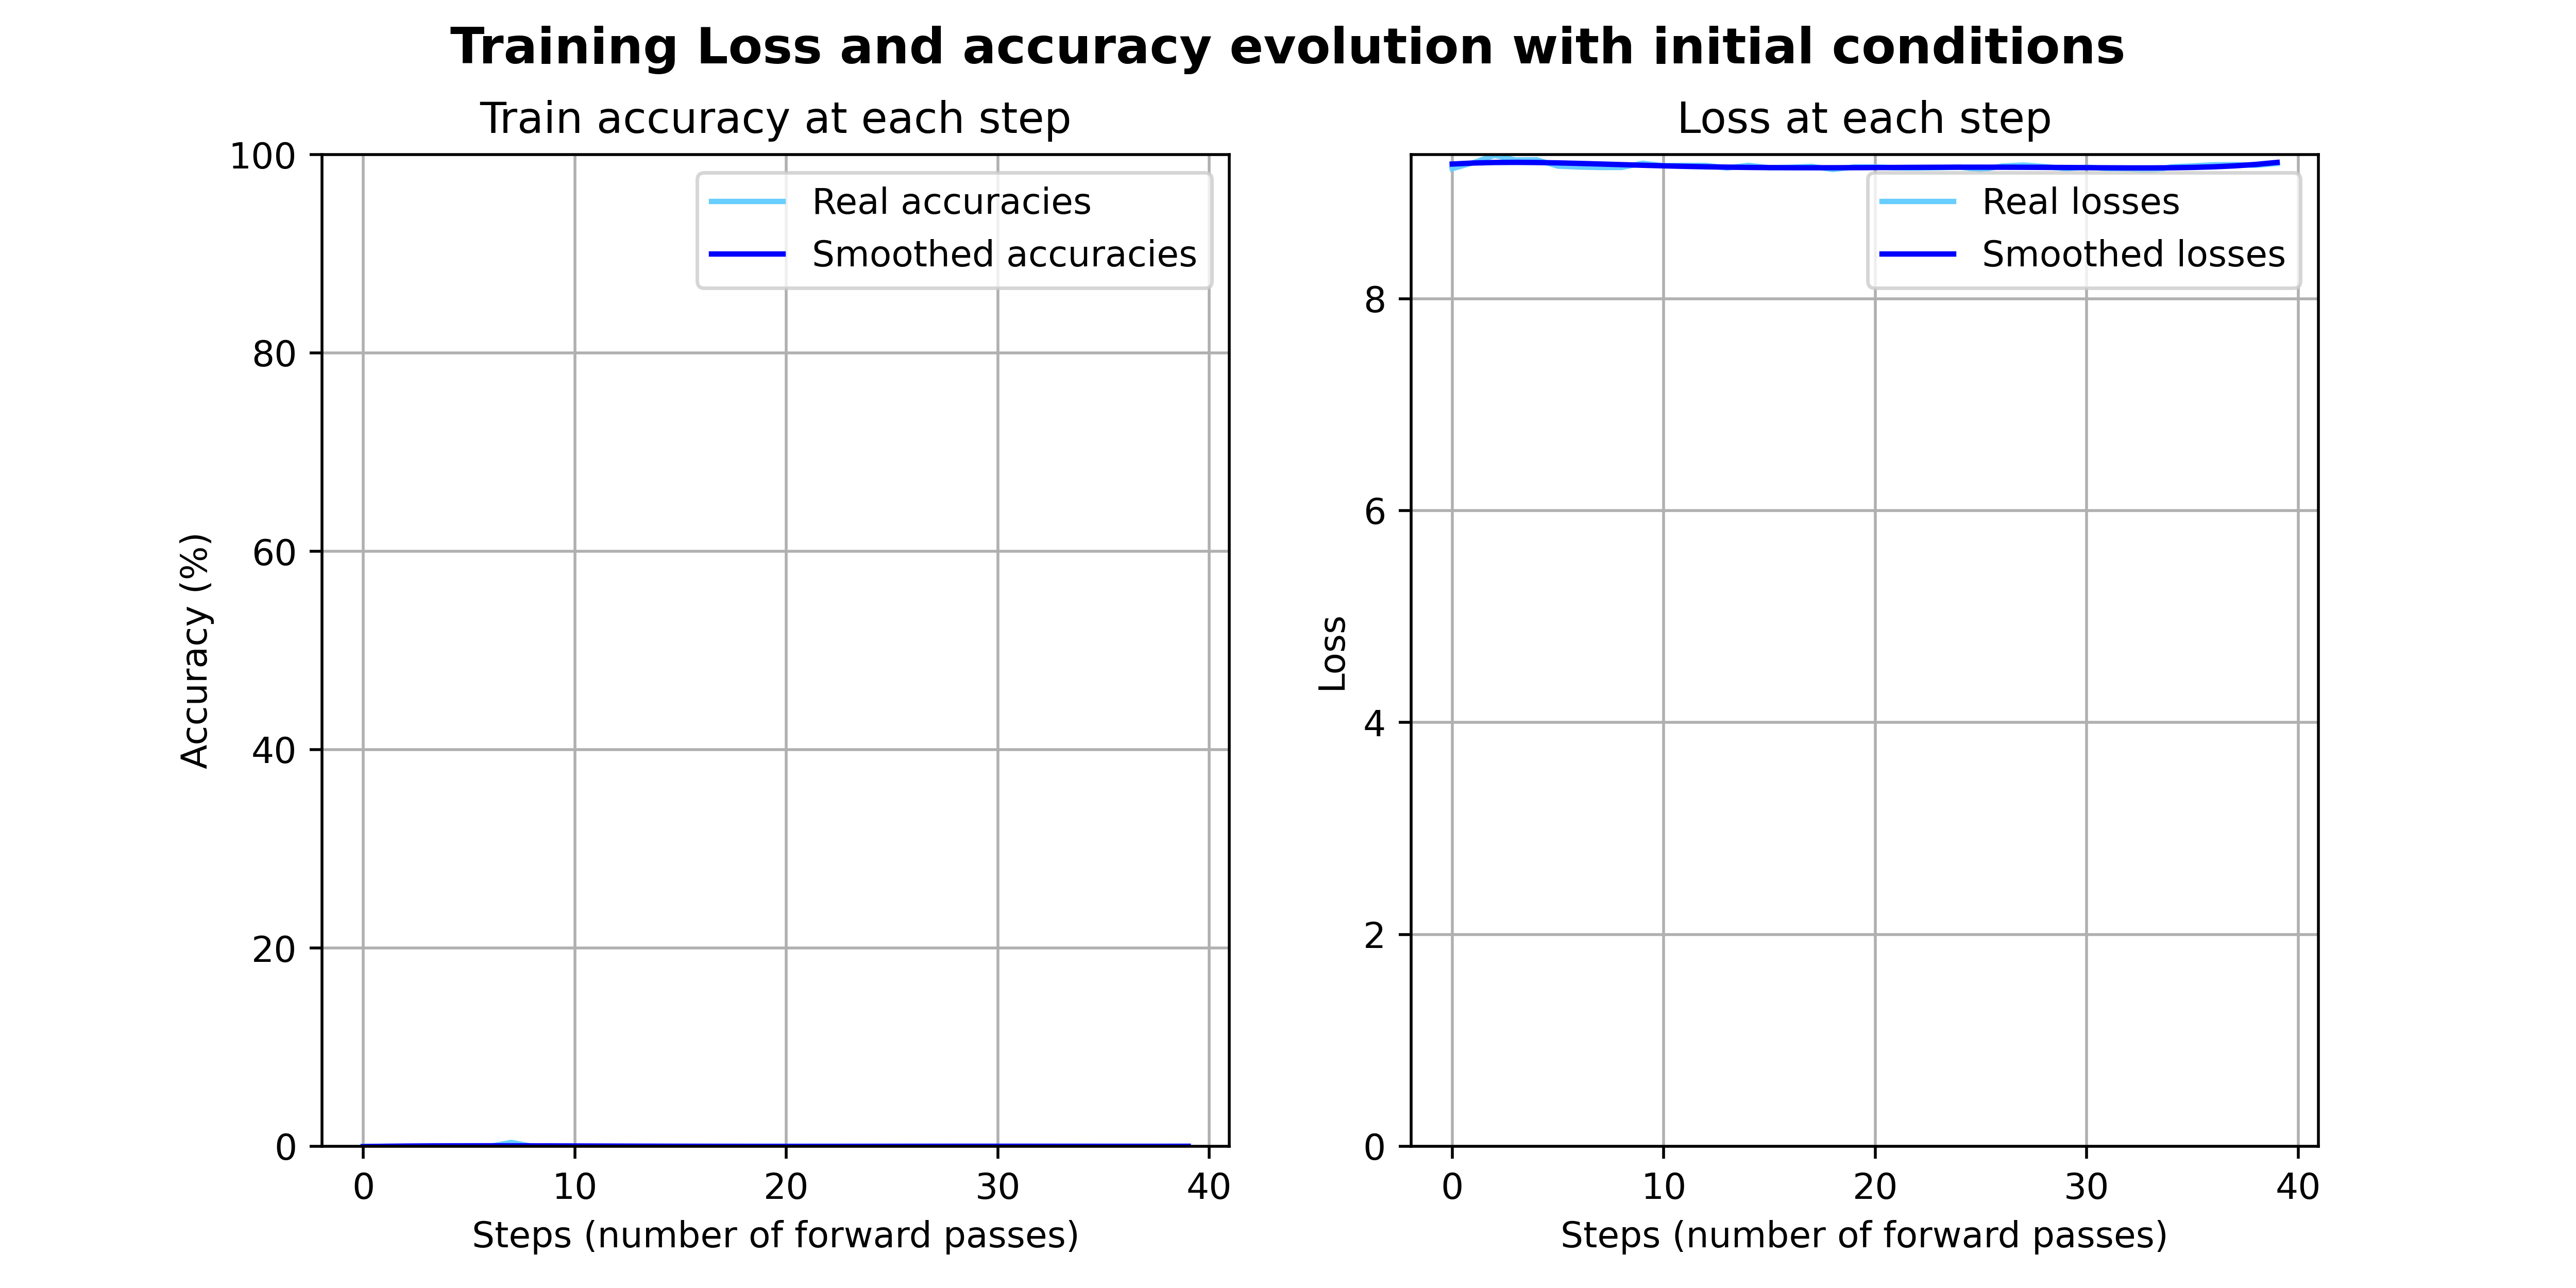 Training Loss and accuracy evolution with initial conditions
Train accuracy at each step
100
80
60
40
20
0
Accuracy (%)
Real accuracies
Smoothed accuracies
0 10 20 30 40
Steps (number of forward passes)
Loss at each step
8
6
4
2
0
Loss
Real losses
Smoothed losses
0 10 20 30 40
Steps (number of forward passes)